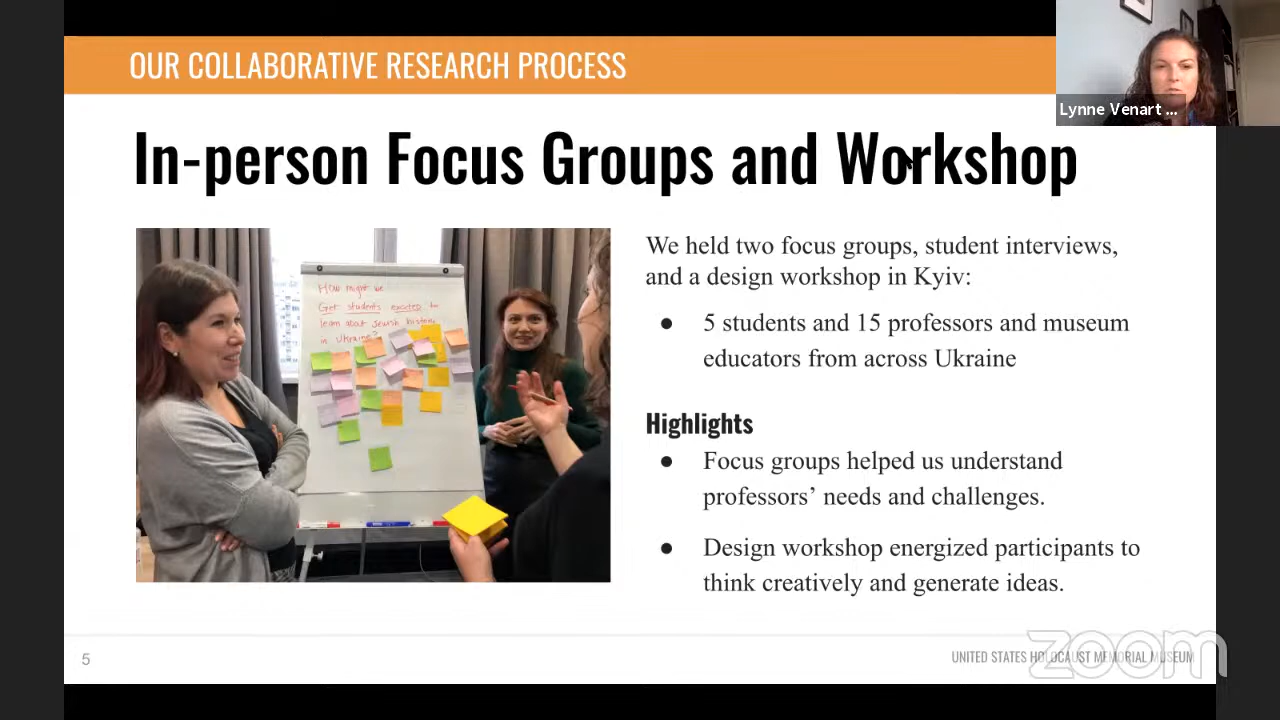 OUR COLLABORATIVE RESEARCH PROCESS
Lynne Venart ...
In-person Focus Groups and Workshop
How might we
Get students excited to
learn about Jewish history
in Ukraine?
We held two focus groups, student interviews,
and a design workshop in Kyiv:
● 5 students and 15 professors and museum
educators from across Ukraine
Highlights
● Focus groups helped us understand
professors’ needs and challenges.
● Design workshop energized participants to
think creatively and generate ideas.
5
UNITED STATES HOLOCAUST MEMORIAL MUSEUM
zoom